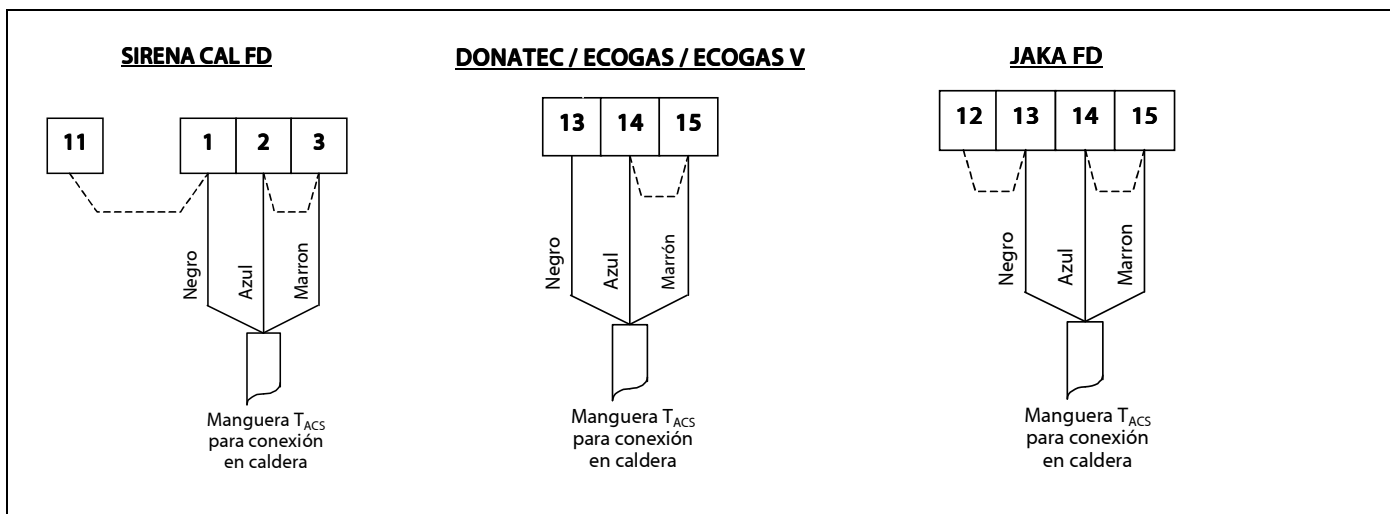 SIRENA CAL FD
11 1 2 3
Negro
Azul
Marron
Manguera TACS
para conexión
en caldera
DONATEC / ECOGAS / ECOGAS V
13 14 15
Negro
Azul
Marrón
Manguera TACS
para conexión
en caldera
JAKA FD
12 13 14 15
Negro
Azul
Marron
Manguera TACS
para conexión
en caldera